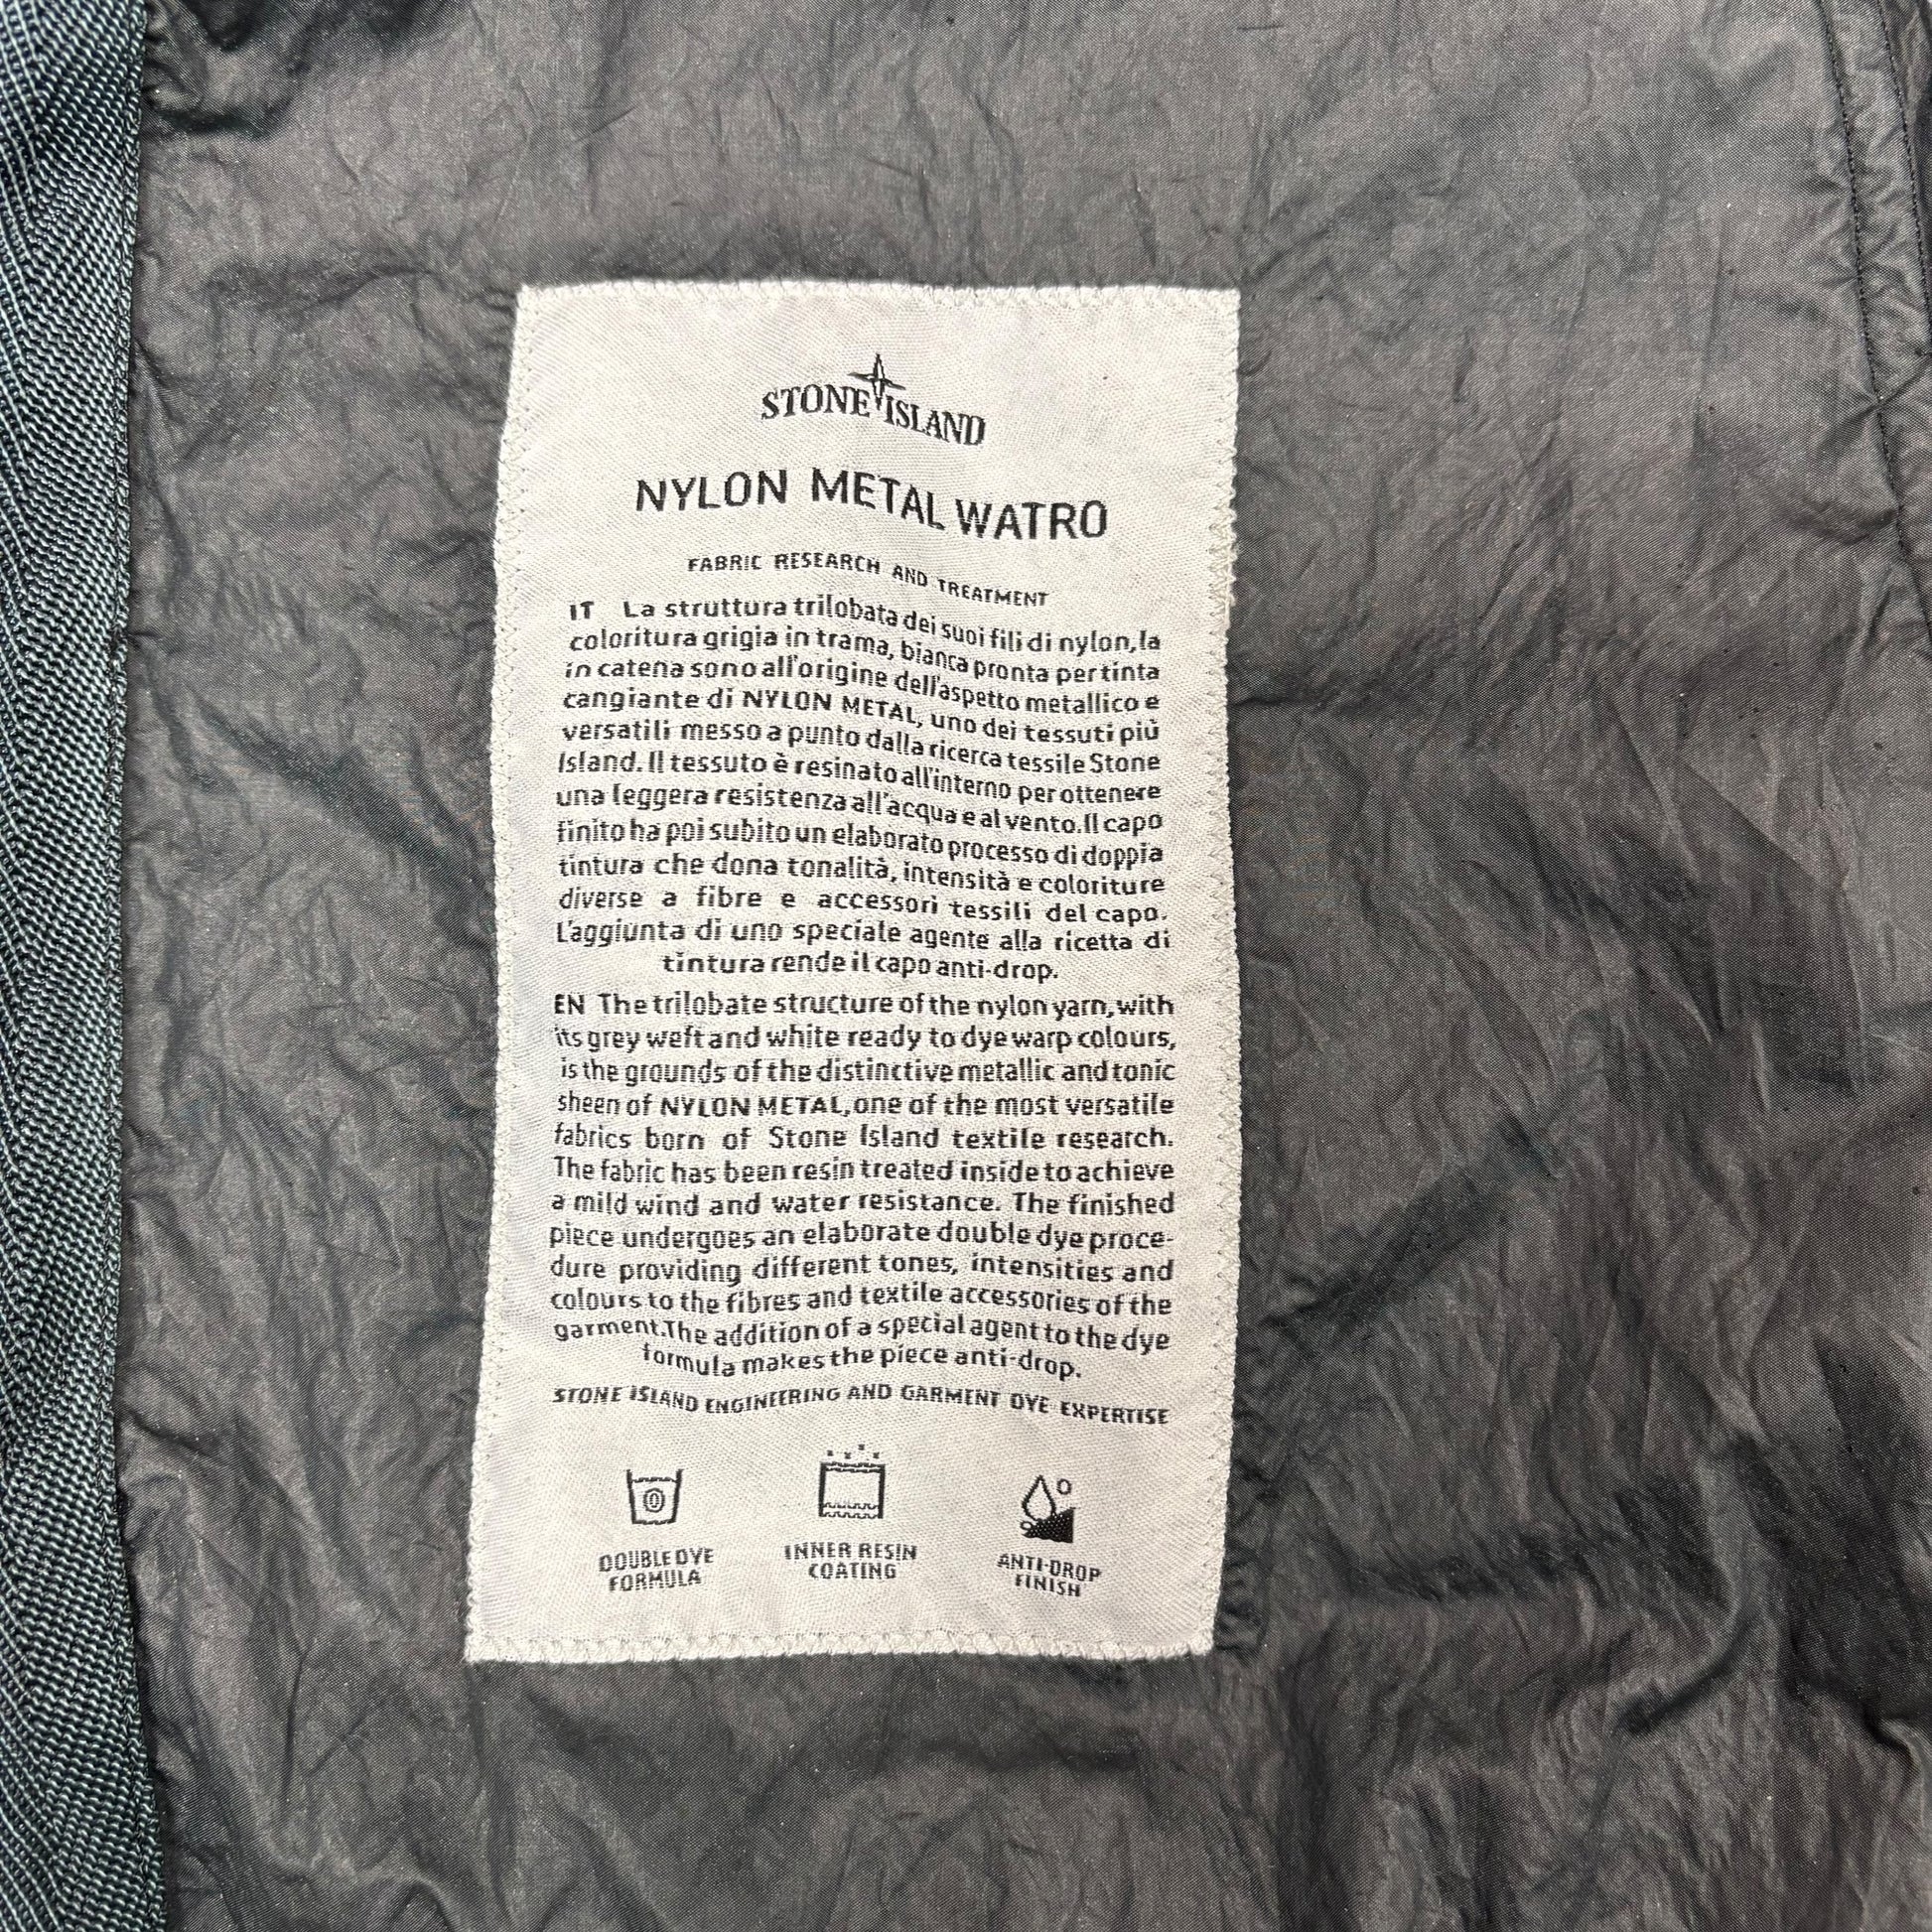 STONE ISLAND
NYLON METAL WATRO
FABRIC RESEARCH AND TREATMENT
IT La struttura trilobata dei suoi fili di nylon, la
coloritura grigia in trama, bianca pronta per tinta
in catena sono all'origine dell'aspetto metallico e
cangiante di NYLON METAL, uno dei tessuti più
versatili messo a punto dalla ricerca tessile Stone
Island. Il tessuto è resinato all'interno per ottenere
una leggera resistenza all'acqua e al vento. Il capo
finito ha poi subito un elaborato processo di doppia
tintura che dona tonalità, intensità e coloriture
diverse a fibre e accessori tessili del capo.
L'aggiunta di uno speciale agente alla ricetta di
tintura rende il capo anti-drop.
EN The trilobate structure of the nylon yarn, with
its grey weft and white ready to dye warp colours,
is the grounds of the distinctive metallic and tonic
sheen of NYLON METAL, one of the most versatile
fabrics born of Stone Island textile research.
The fabric has been resin treated inside to achieve
a mild wind and water resistance. The finished
piece undergoes an elaborate double dye proce-
dure providing different tones, intensities and
colours to the fibres and textile accessories of the
garment. The addition of a special agent to the dye
formula makes the piece anti-drop.
STONE ISLAND ENGINEERING AND GARMENT DYE EXPERTISE
DOUBLE DYE
FORMULA
INNER RESIN
COATING
ANTI-DROP
FINISH